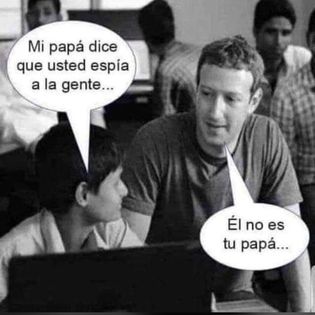 Mi papá dice
que usted espía
a la gente...
Él no es
tu papá...